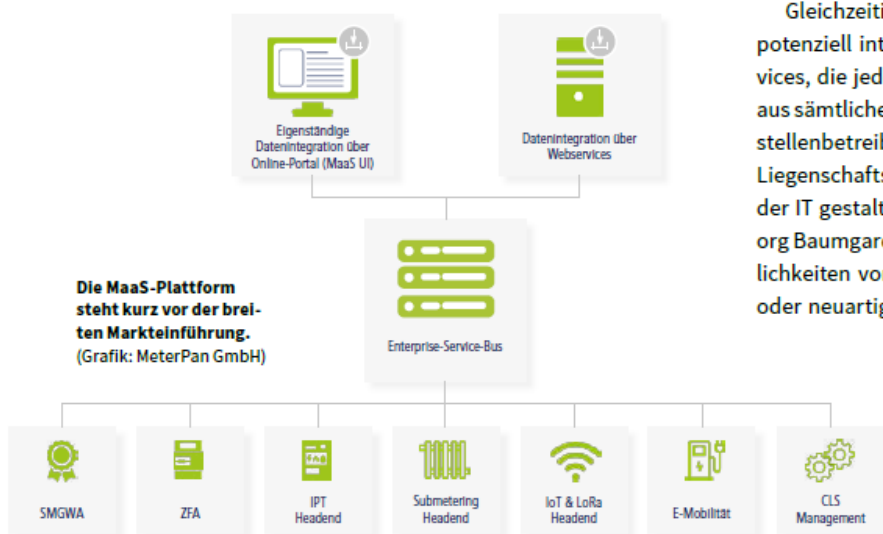 Eigenständige
Datenintegration über
Online-Portal (MaaS UI)
Datenintegration über
Webservices
Enterprise-Service-Bus
Die MaaS-Plattform
steht kurz vor der brei-
ten Markteinführung.
(Grafik: MeterPan GmbH)
SMGWA
ZFA
IPT
Headend
Submetering
Headend
IoT & LoRa
Headend
E-Mobilität
CLS
Management
Gleichzeiti
potenziell int
vices, die jed
aus sämtliche
stellenbetreib
Liegenschafts
der IT gestalt
org Baumgar
lichkeiten vo
oder neuartig